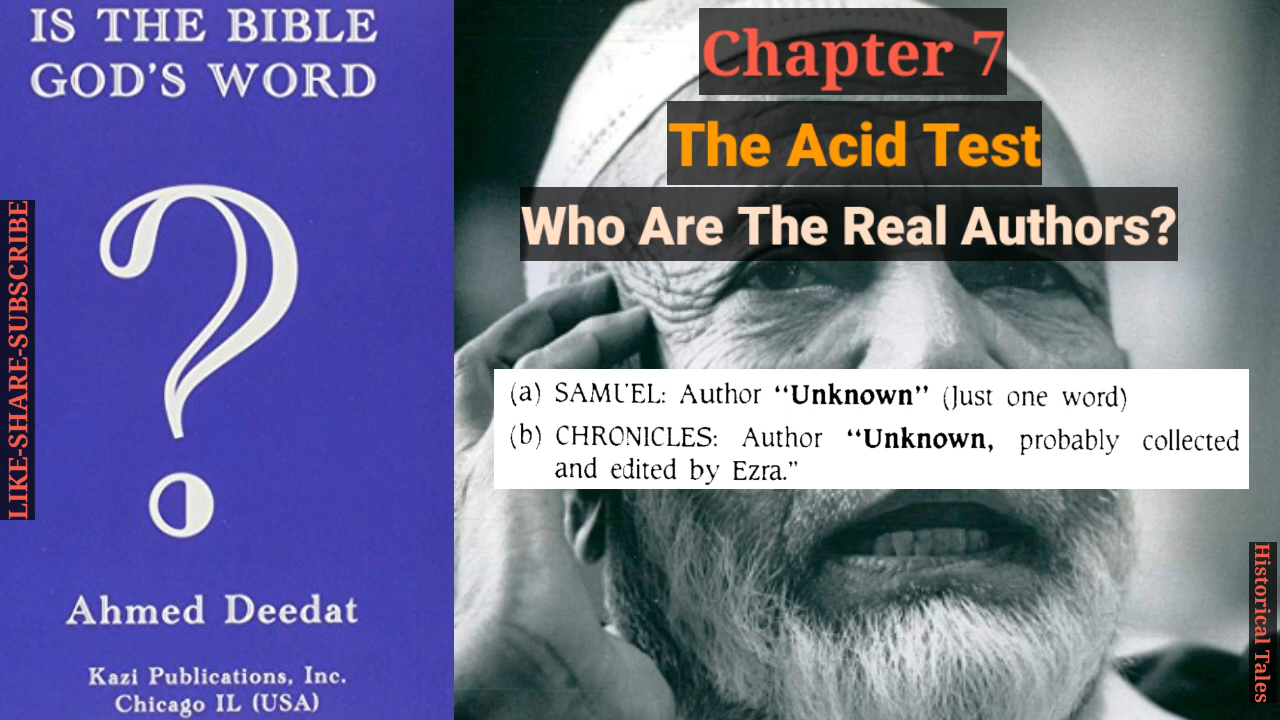 IS THE BIBLE
GOD'S WORD
?
Ahmed Deedat
Kazi Publications, Inc.
Chicago IL (USA)
LIKE-SHARE-SUBSCRIBE
Chapter 7
The Acid Test
Who Are The Real Authors?
(a) SAMUEL: Author “Unknown” (Just one word)
(b) CHRONICLES: Author “Unknown, probably collected
and edited by Ezra.”
Historical Tales